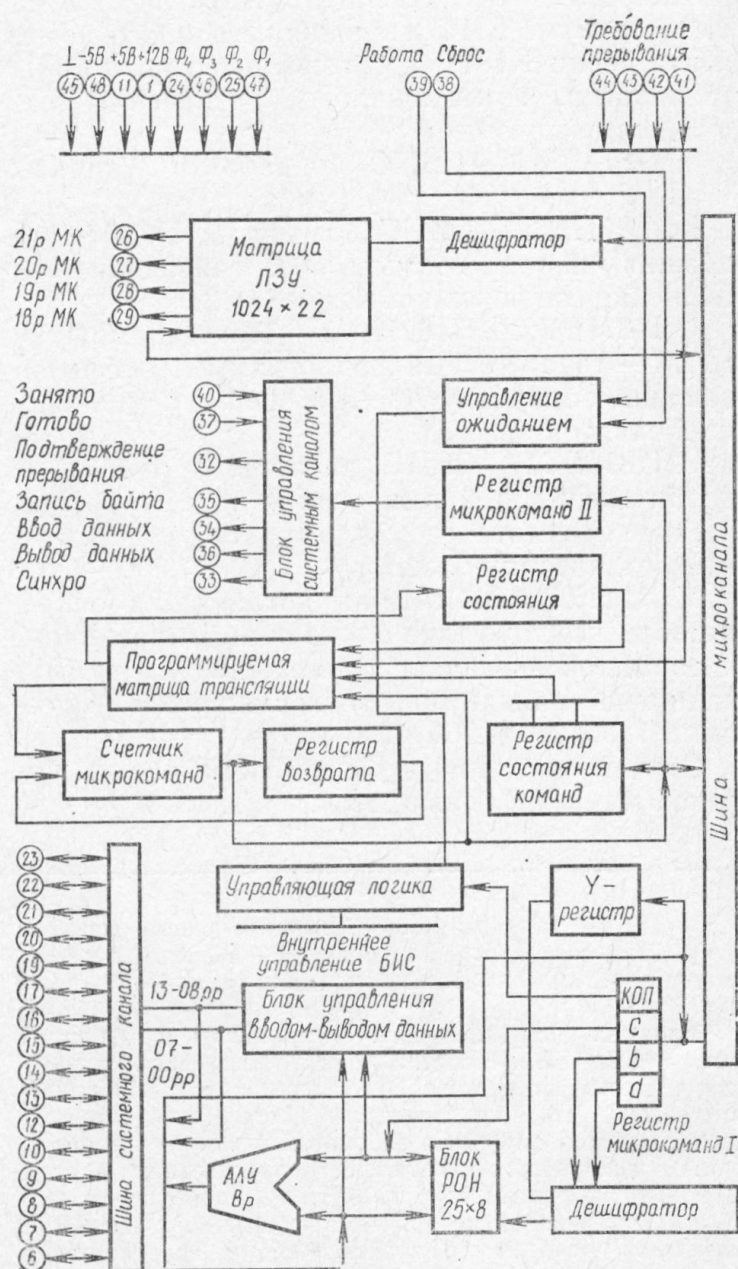 ⊥ -5В +5В +12В Ф₄ Ф₃ Ф₂ Ф₁
45 48 11 1 24 46 25 47
Работа Сброс
39 38
Требование
прерывания
44 43 42 41
21р МК 26
20р МК 27
19р МК 28
18р МК 29
Матрица
ПЗУ
1024×22
Дешифратор
Занято 40
Готово 37
Подтверждение
прерывания 32
Запись байта 35
Ввод данных 34
Вывод данных 36
Синхро 33
Блок управления
системным каналом
Управление
ожиданием
Регистр
микрокоманд II
Регистр
состояния
Шина микроканала
Программируемая
матрица трансляции
Счетчик
микрокоманд
Регистр
возврата
Регистр
состояния
команд
23
22
21
20
19
17
16
15
14
13
12
10
9
8
7
6
Шина системного канала
Управляющая логика
Внутреннее
управление БИС
Y-
регистр
13-08рр
07-
00рр
Блок управления
вводом-выводом данных
КОП
c
b
d
Регистр
микрокоманд I
АЛУ
8р
Блок
РОН
25×8
Дешифратор